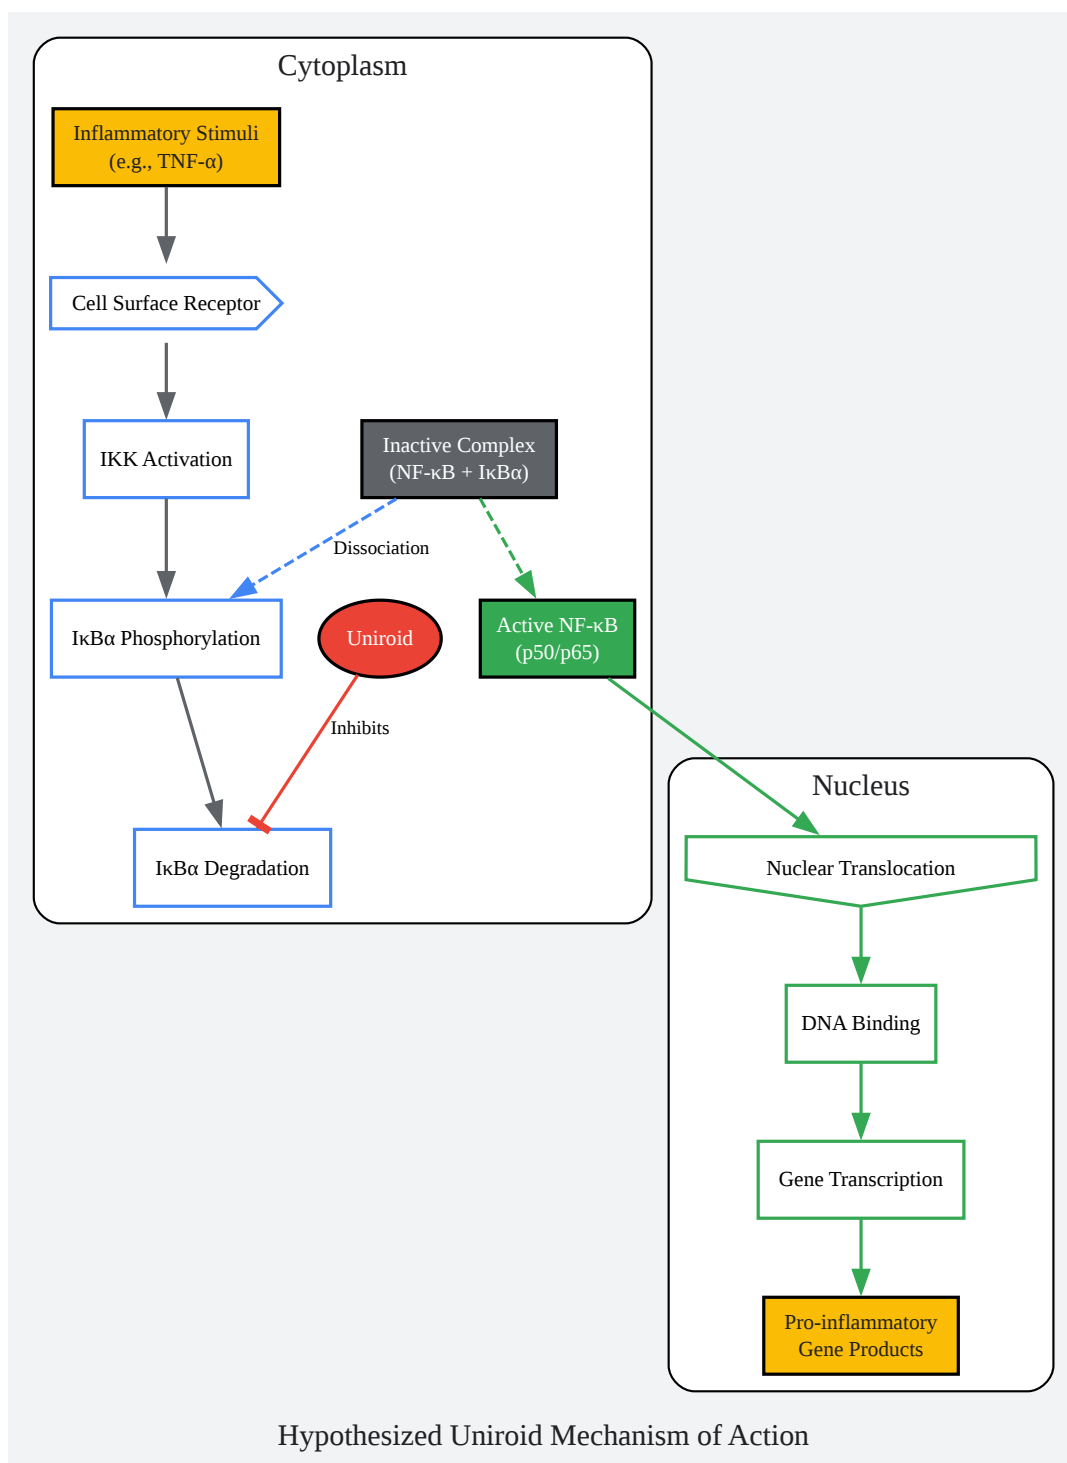 Cytoplasm
Inflammatory Stimuli
(e.g., TNF-α)
Cell Surface Receptor
IKK Activation
Inactive Complex
(NF-κB + IκBα)
Dissociation
IκBα Phosphorylation
Uniroid
Active NF-κB
(p50/p65)
Inhibits
IκBα Degradation
Nucleus
Nuclear Translocation
DNA Binding
Gene Transcription
Pro-inflammatory
Gene Products
Hypothesized Uniroid Mechanism of Action